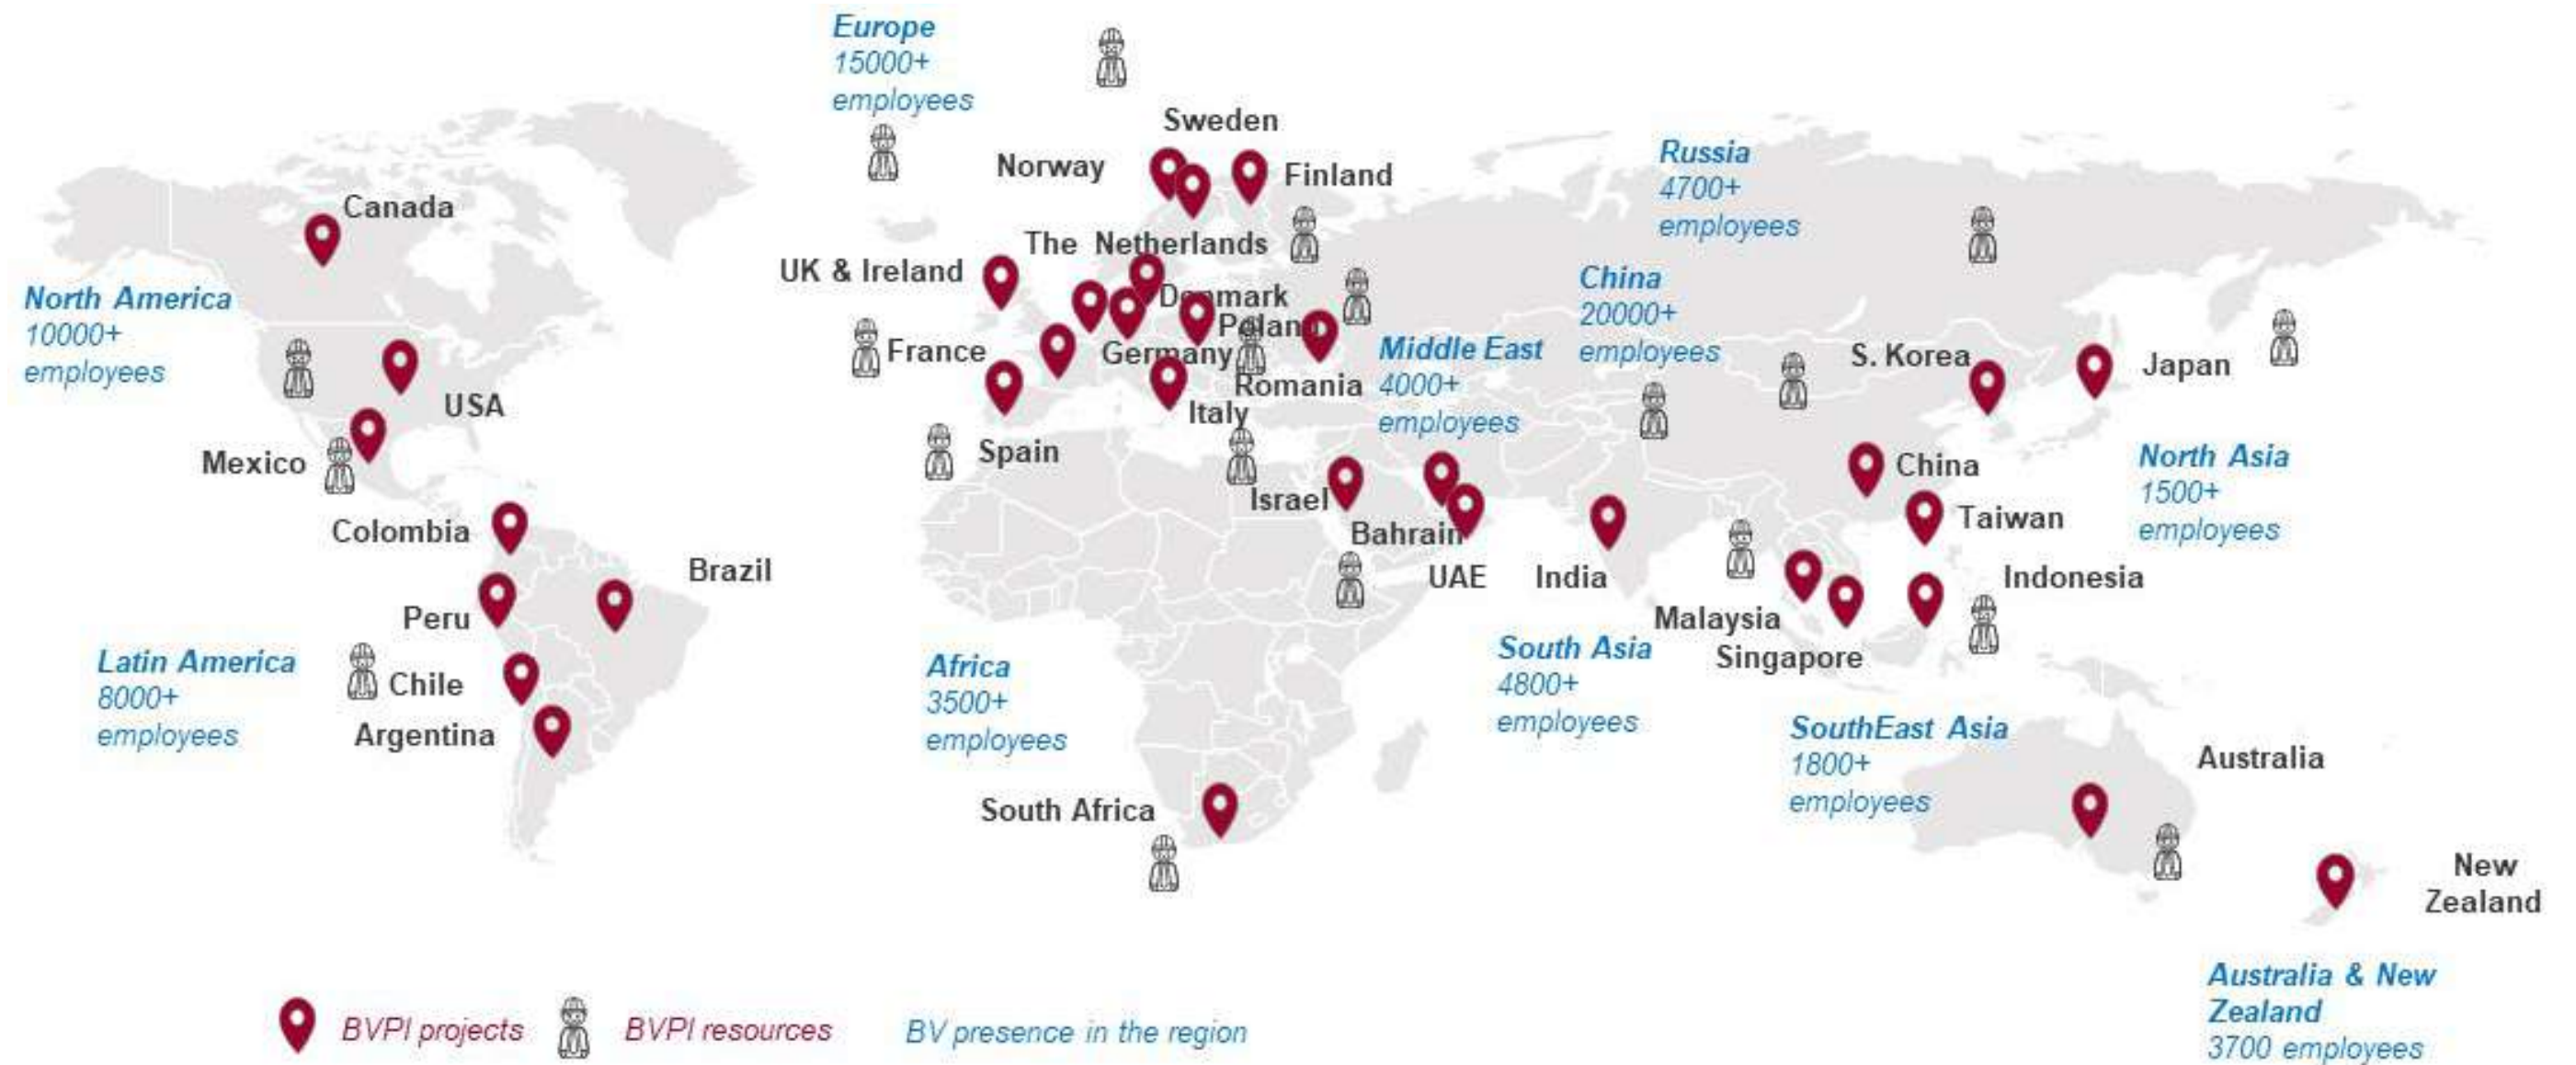 Europe
15000+
employees
Sweden
Norway
Finland
Russia
4700+
employees
Canada
The Netherlands
UK & Ireland
China
20000+
employees
North America
10000+
employees
Denmark
Poland
France
Germany
Middle East
4000+
employees
S. Korea
Japan
Romania
USA
Italy
Mexico
Spain
China
North Asia
1500+
employees
Israel
Colombia
Bahrain
Taiwan
Brazil
UAE
India
Indonesia
Peru
Malaysia
Singapore
Latin America
8000+
employees
Chile
Argentina
Africa
3500+
employees
South Asia
4800+
employees
SouthEast Asia
1800+
employees
Australia
South Africa
New
Zealand
Australia & New
Zealand
3700 employees
BVPI projects
BVPI resources
BV presence in the region